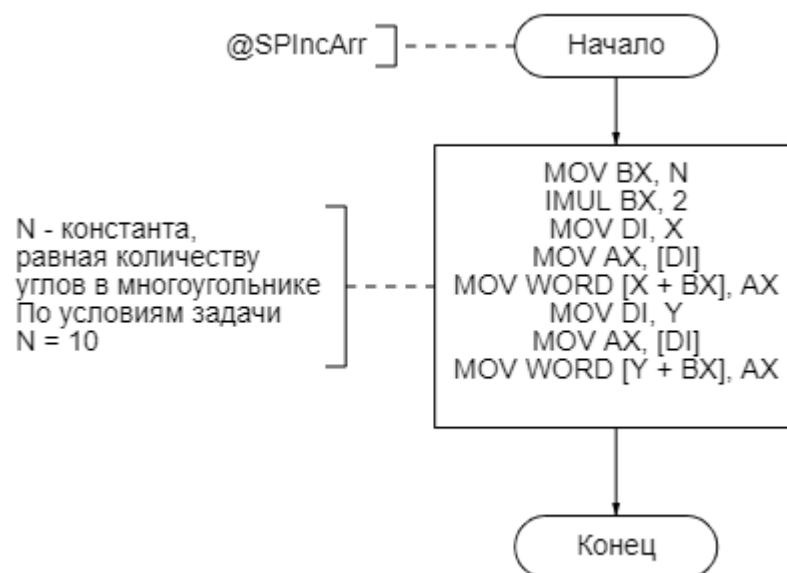 @SPIncArr
Начало
MOV BX, N
IMUL BX, 2
MOV DI, X
MOV AX, [DI]
MOV WORD [X + BX], AX
MOV DI, Y
MOV AX, [DI]
MOV WORD [Y + BX], AX
N - константа,
равная количеству
углов в многоугольнике
По условиям задачи
N = 10
Конец